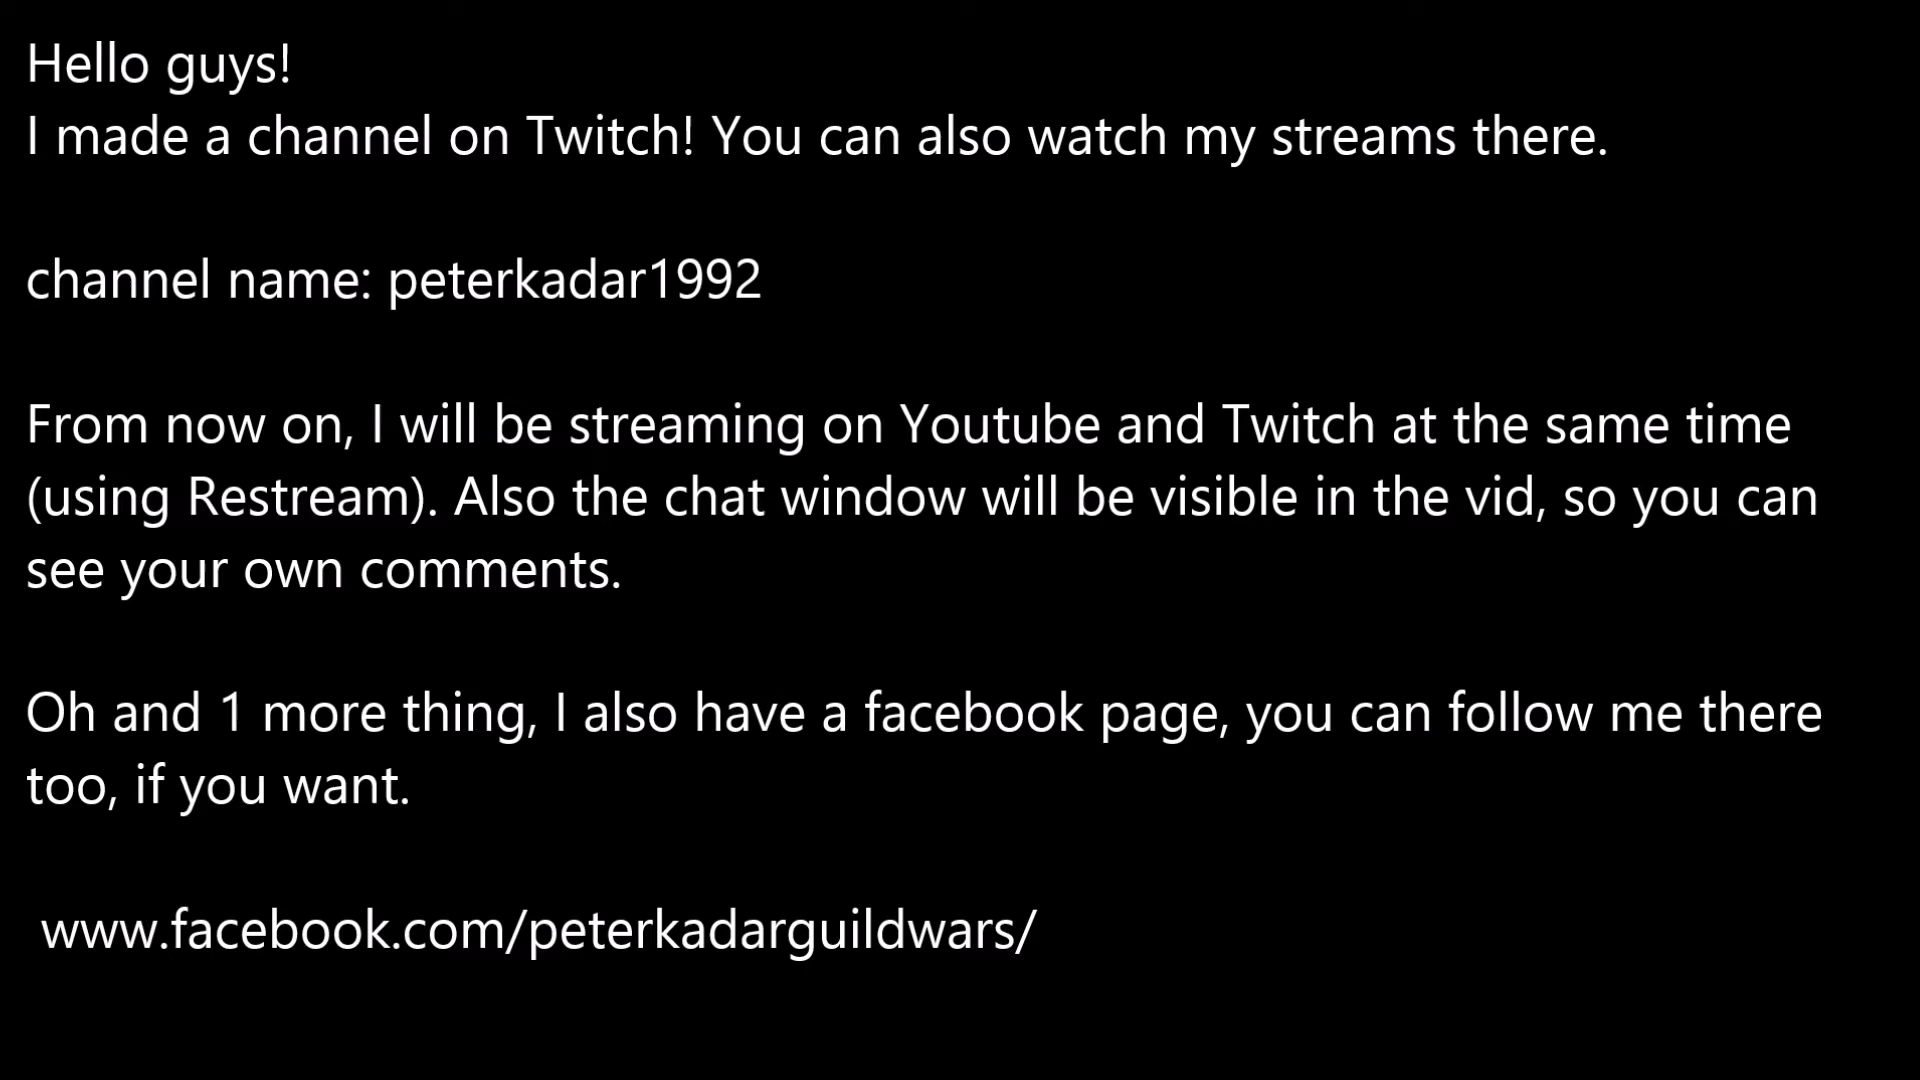 Hello guys!
I made a channel on Twitch! You can also watch my streams there.
channel name: peterkadar1992
From now on, I will be streaming on Youtube and Twitch at the same time
(using Restream). Also the chat window will be visible in the vid, so you can
see your own comments.
Oh and 1 more thing, I also have a facebook page, you can follow me there
too, if you want.
www.facebook.com/peterkadarguildwars/